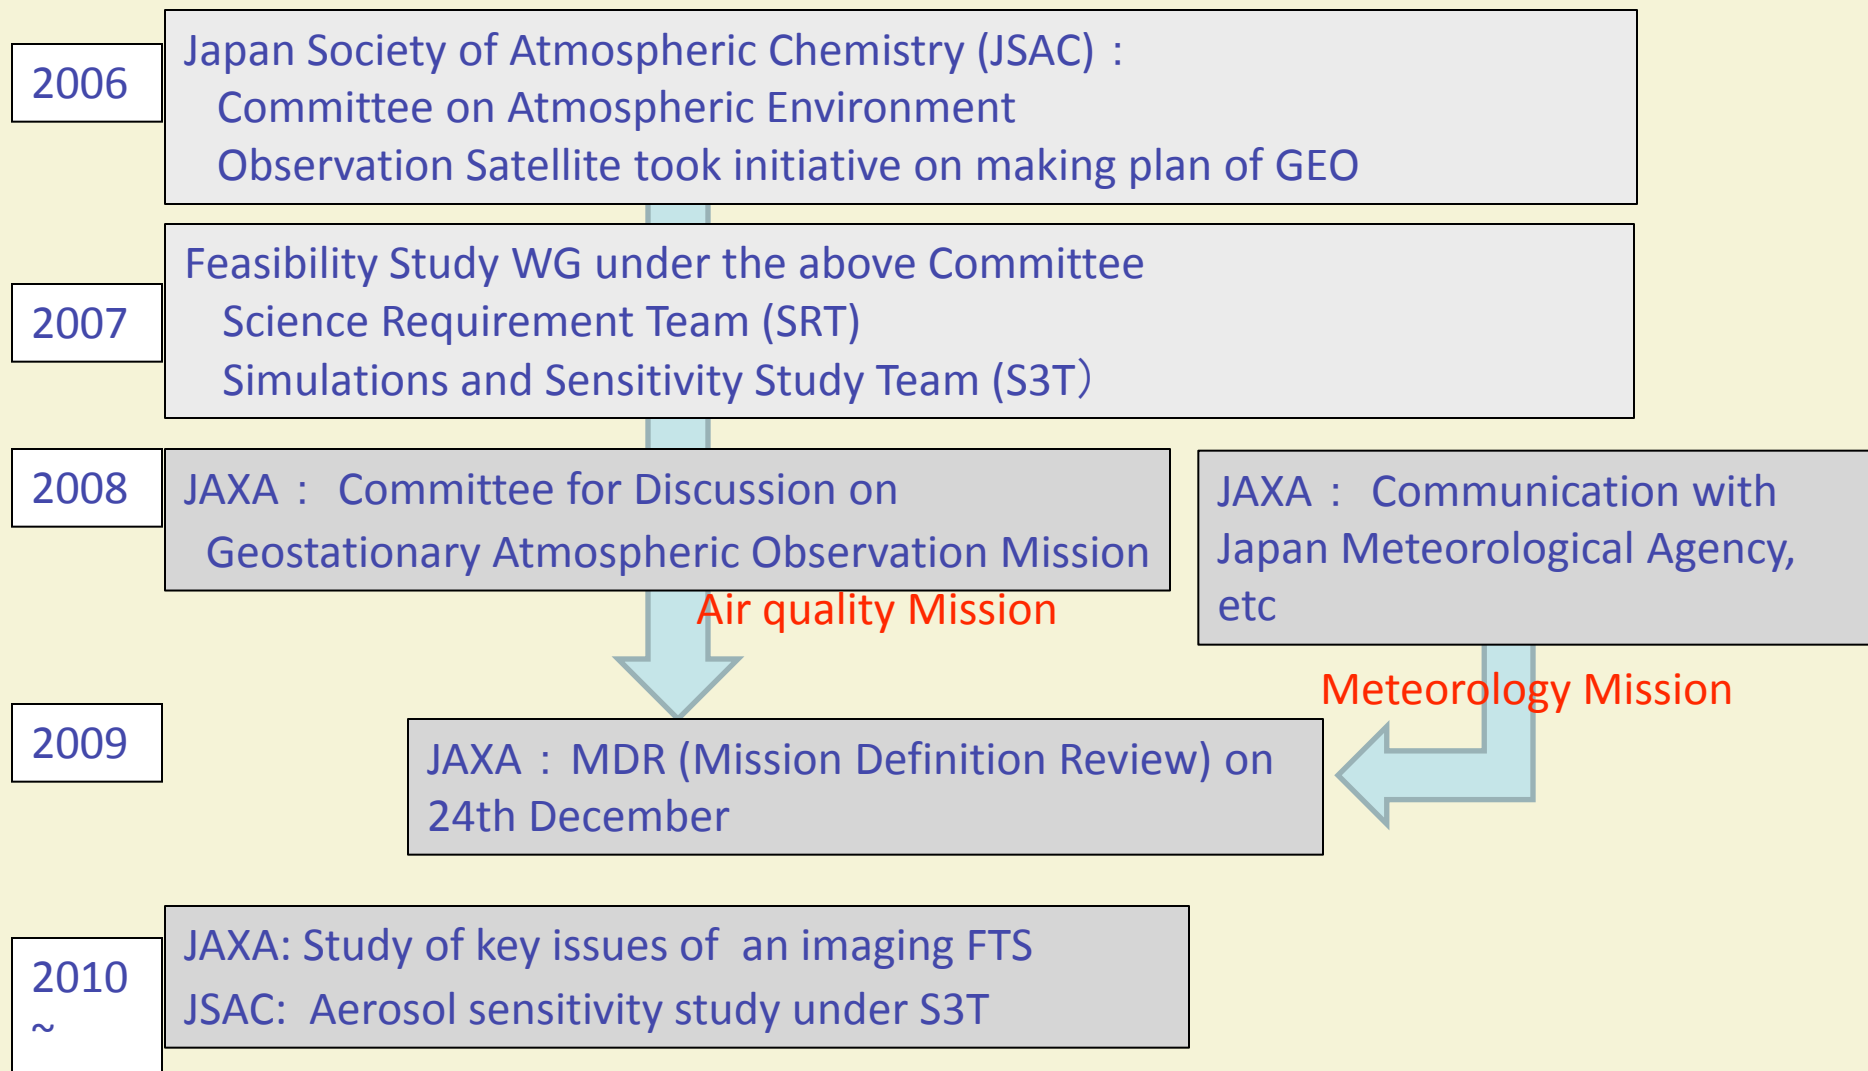 2006
Japan Society of Atmospheric Chemistry (JSAC)：
Committee on Atmospheric Environment
Observation Satellite took initiative on making plan of GEO
2007
Feasibility Study WG under the above Committee
Science Requirement Team (SRT)
Simulations and Sensitivity Study Team (S3T）
2008
JAXA： Committee for Discussion on
Geostationary Atmospheric Observation Mission
JAXA： Communication with
Japan Meteorological Agency,
etc
Air quality Mission
Meteorology Mission
2009
JAXA：MDR (Mission Definition Review) on
24th December
2010
~
JAXA: Study of key issues of  an imaging FTS
JSAC:  Aerosol sensitivity study under S3T